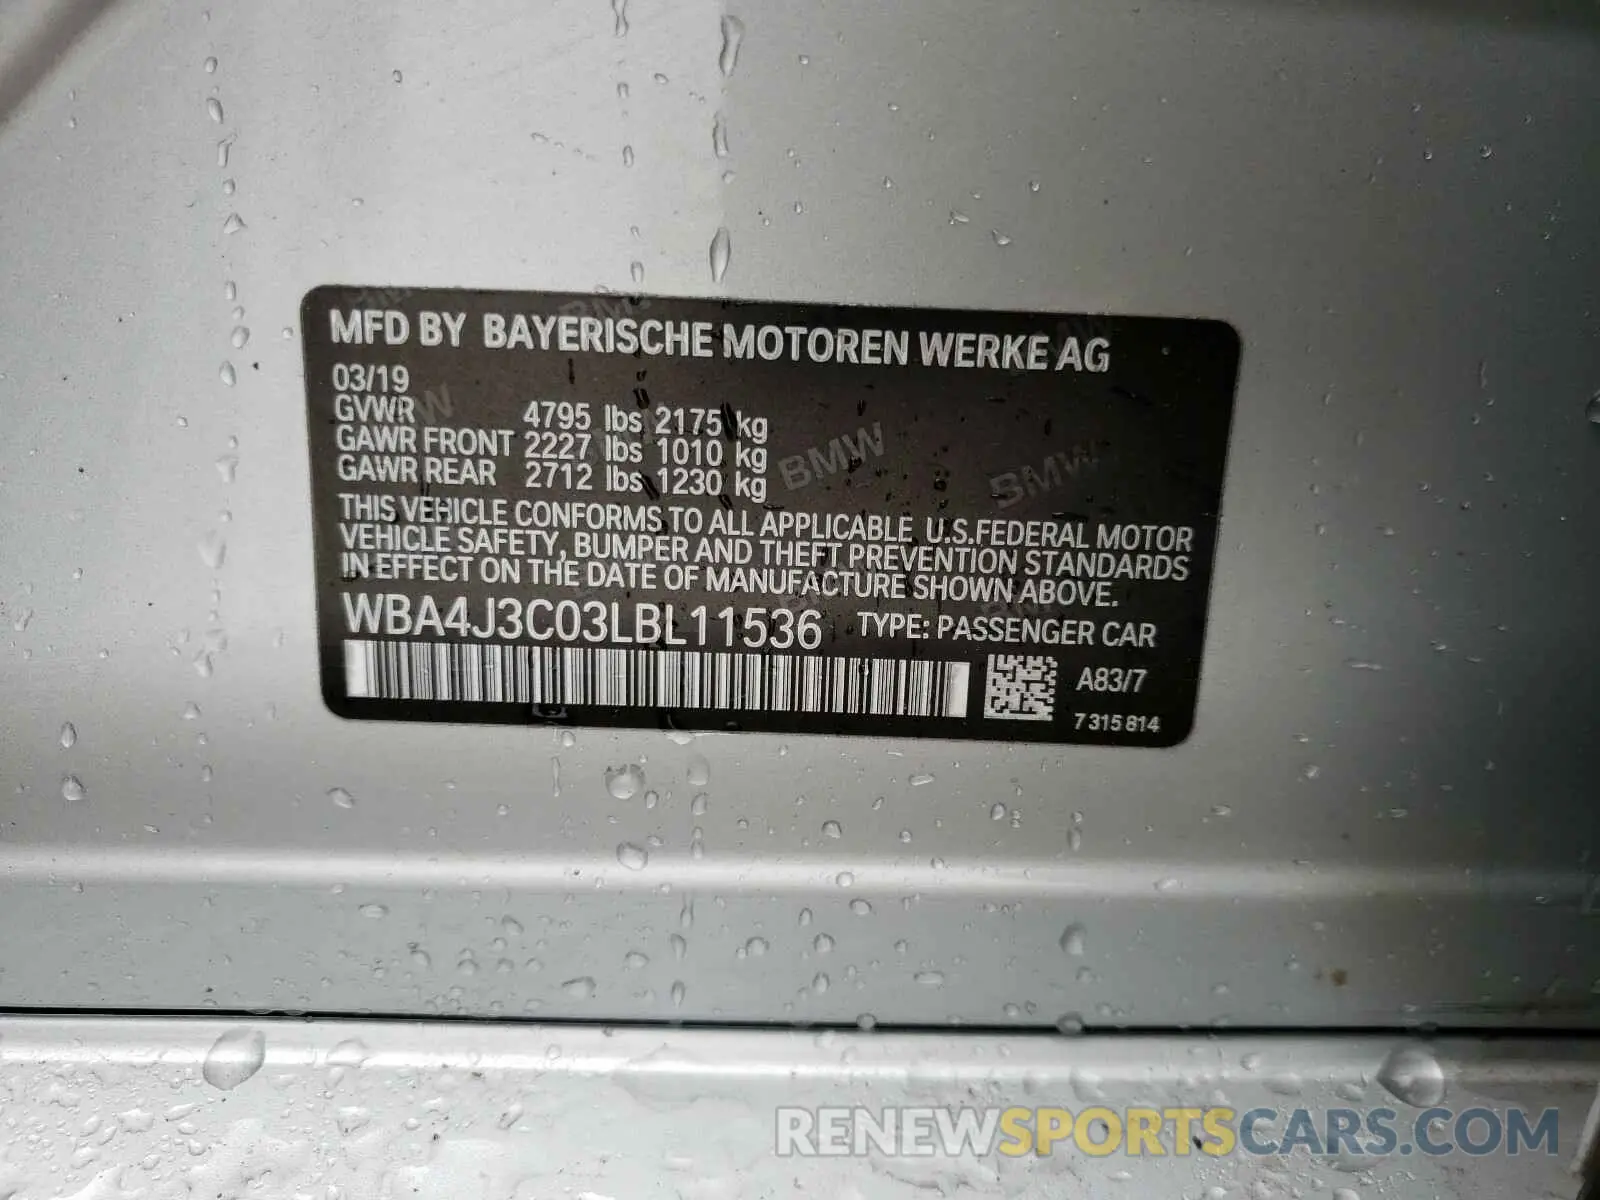 MFD BY BAYERISCHE MOTOREN WERKE AG
03/19
GVWR 4795 lbs 2175 kg
GAWR FRONT 2227 lbs 1010 kg
GAWR REAR 2712 lbs 1230 kg
THIS VEHICLE CONFORMS TO ALL APPLICABLE U.S.FEDERAL MOTOR
VEHICLE SAFETY, BUMPER AND THEFT PREVENTION STANDARDS
IN EFFECT ON THE DATE OF MANUFACTURE SHOWN ABOVE.
WBA4J3C03LBL11536 TYPE: PASSENGER CAR
A83/7
7 315 814
BMW BMW
RENEWSPORTSCARS.COM